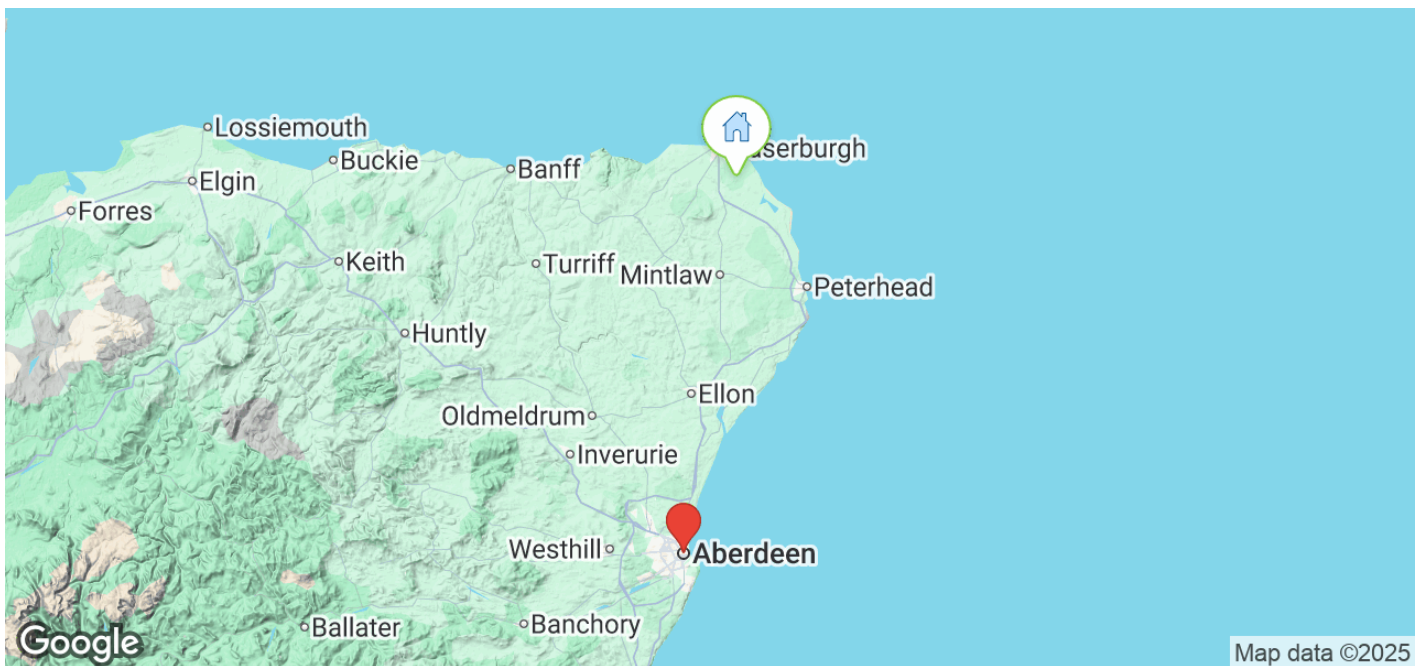 Lossiemouth
aserburgh
Buckie
Banff
Elgin
Forres
Keith
Turriff
Mintlaw
Peterhead
Huntly
Ellon
Oldmeldrum
Inverurie
Westhill
Aberdeen
Ballater
Banchory
Google
Map data ©2025